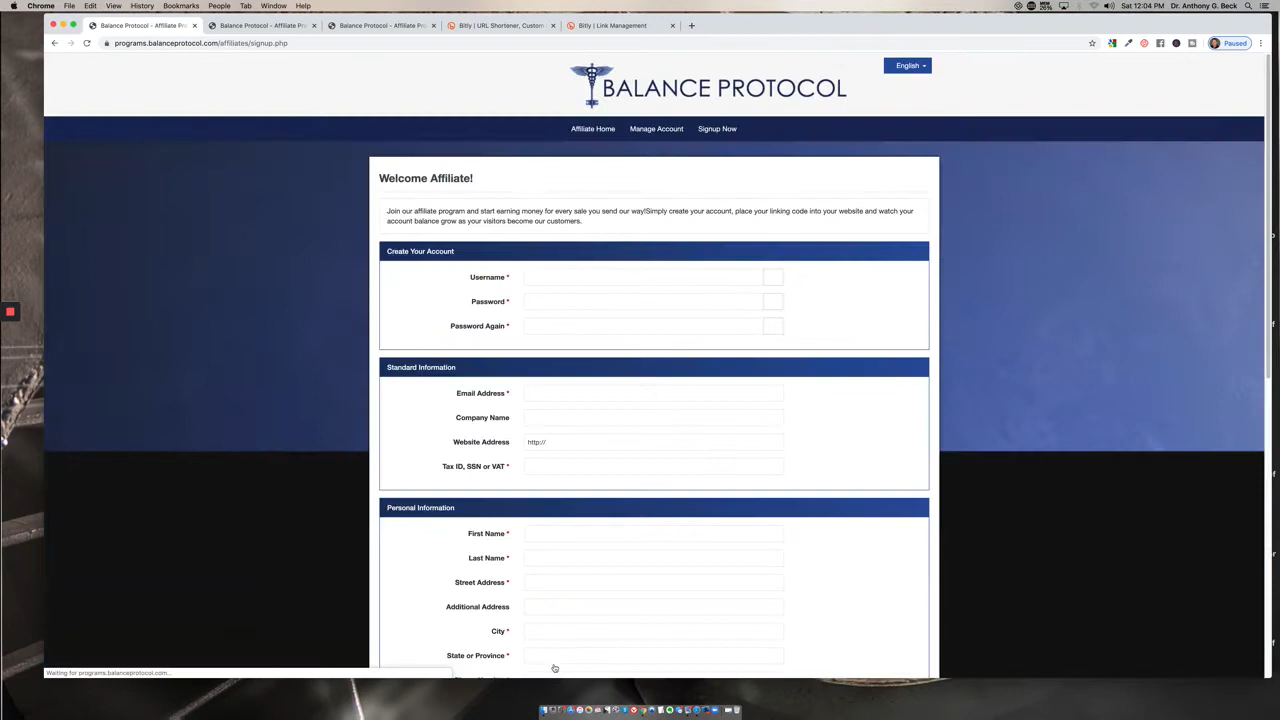 Chrome File Edit View History Bookmarks People Tab Window Help Sat 12:04 PM Dr. Anthony G. Beck
Balance Protocol - Affiliate Pro Balance Protocol - Affiliate Pro Balance Protocol - Affiliate Pro Bitly | URL Shortener, Custom Bitly | Link Management
programs.balanceprotocol.com/affiliates/signup.php Paused
English
BALANCE PROTOCOL
Affiliate Home Manage Account Signup Now
Welcome Affiliate!
Join our affiliate program and start earning money for every sale you send our way!Simply create your account, place your linking code into your website and watch your
account balance grow as your visitors become our customers.
Create Your Account
Username *
Password *
Password Again *
Standard Information
Email Address *
Company Name
Website Address http://
Tax ID, SSN or VAT *
Personal Information
First Name *
Last Name *
Street Address *
Additional Address
City *
State or Province *
Waiting for programs.balanceprotocol.com...